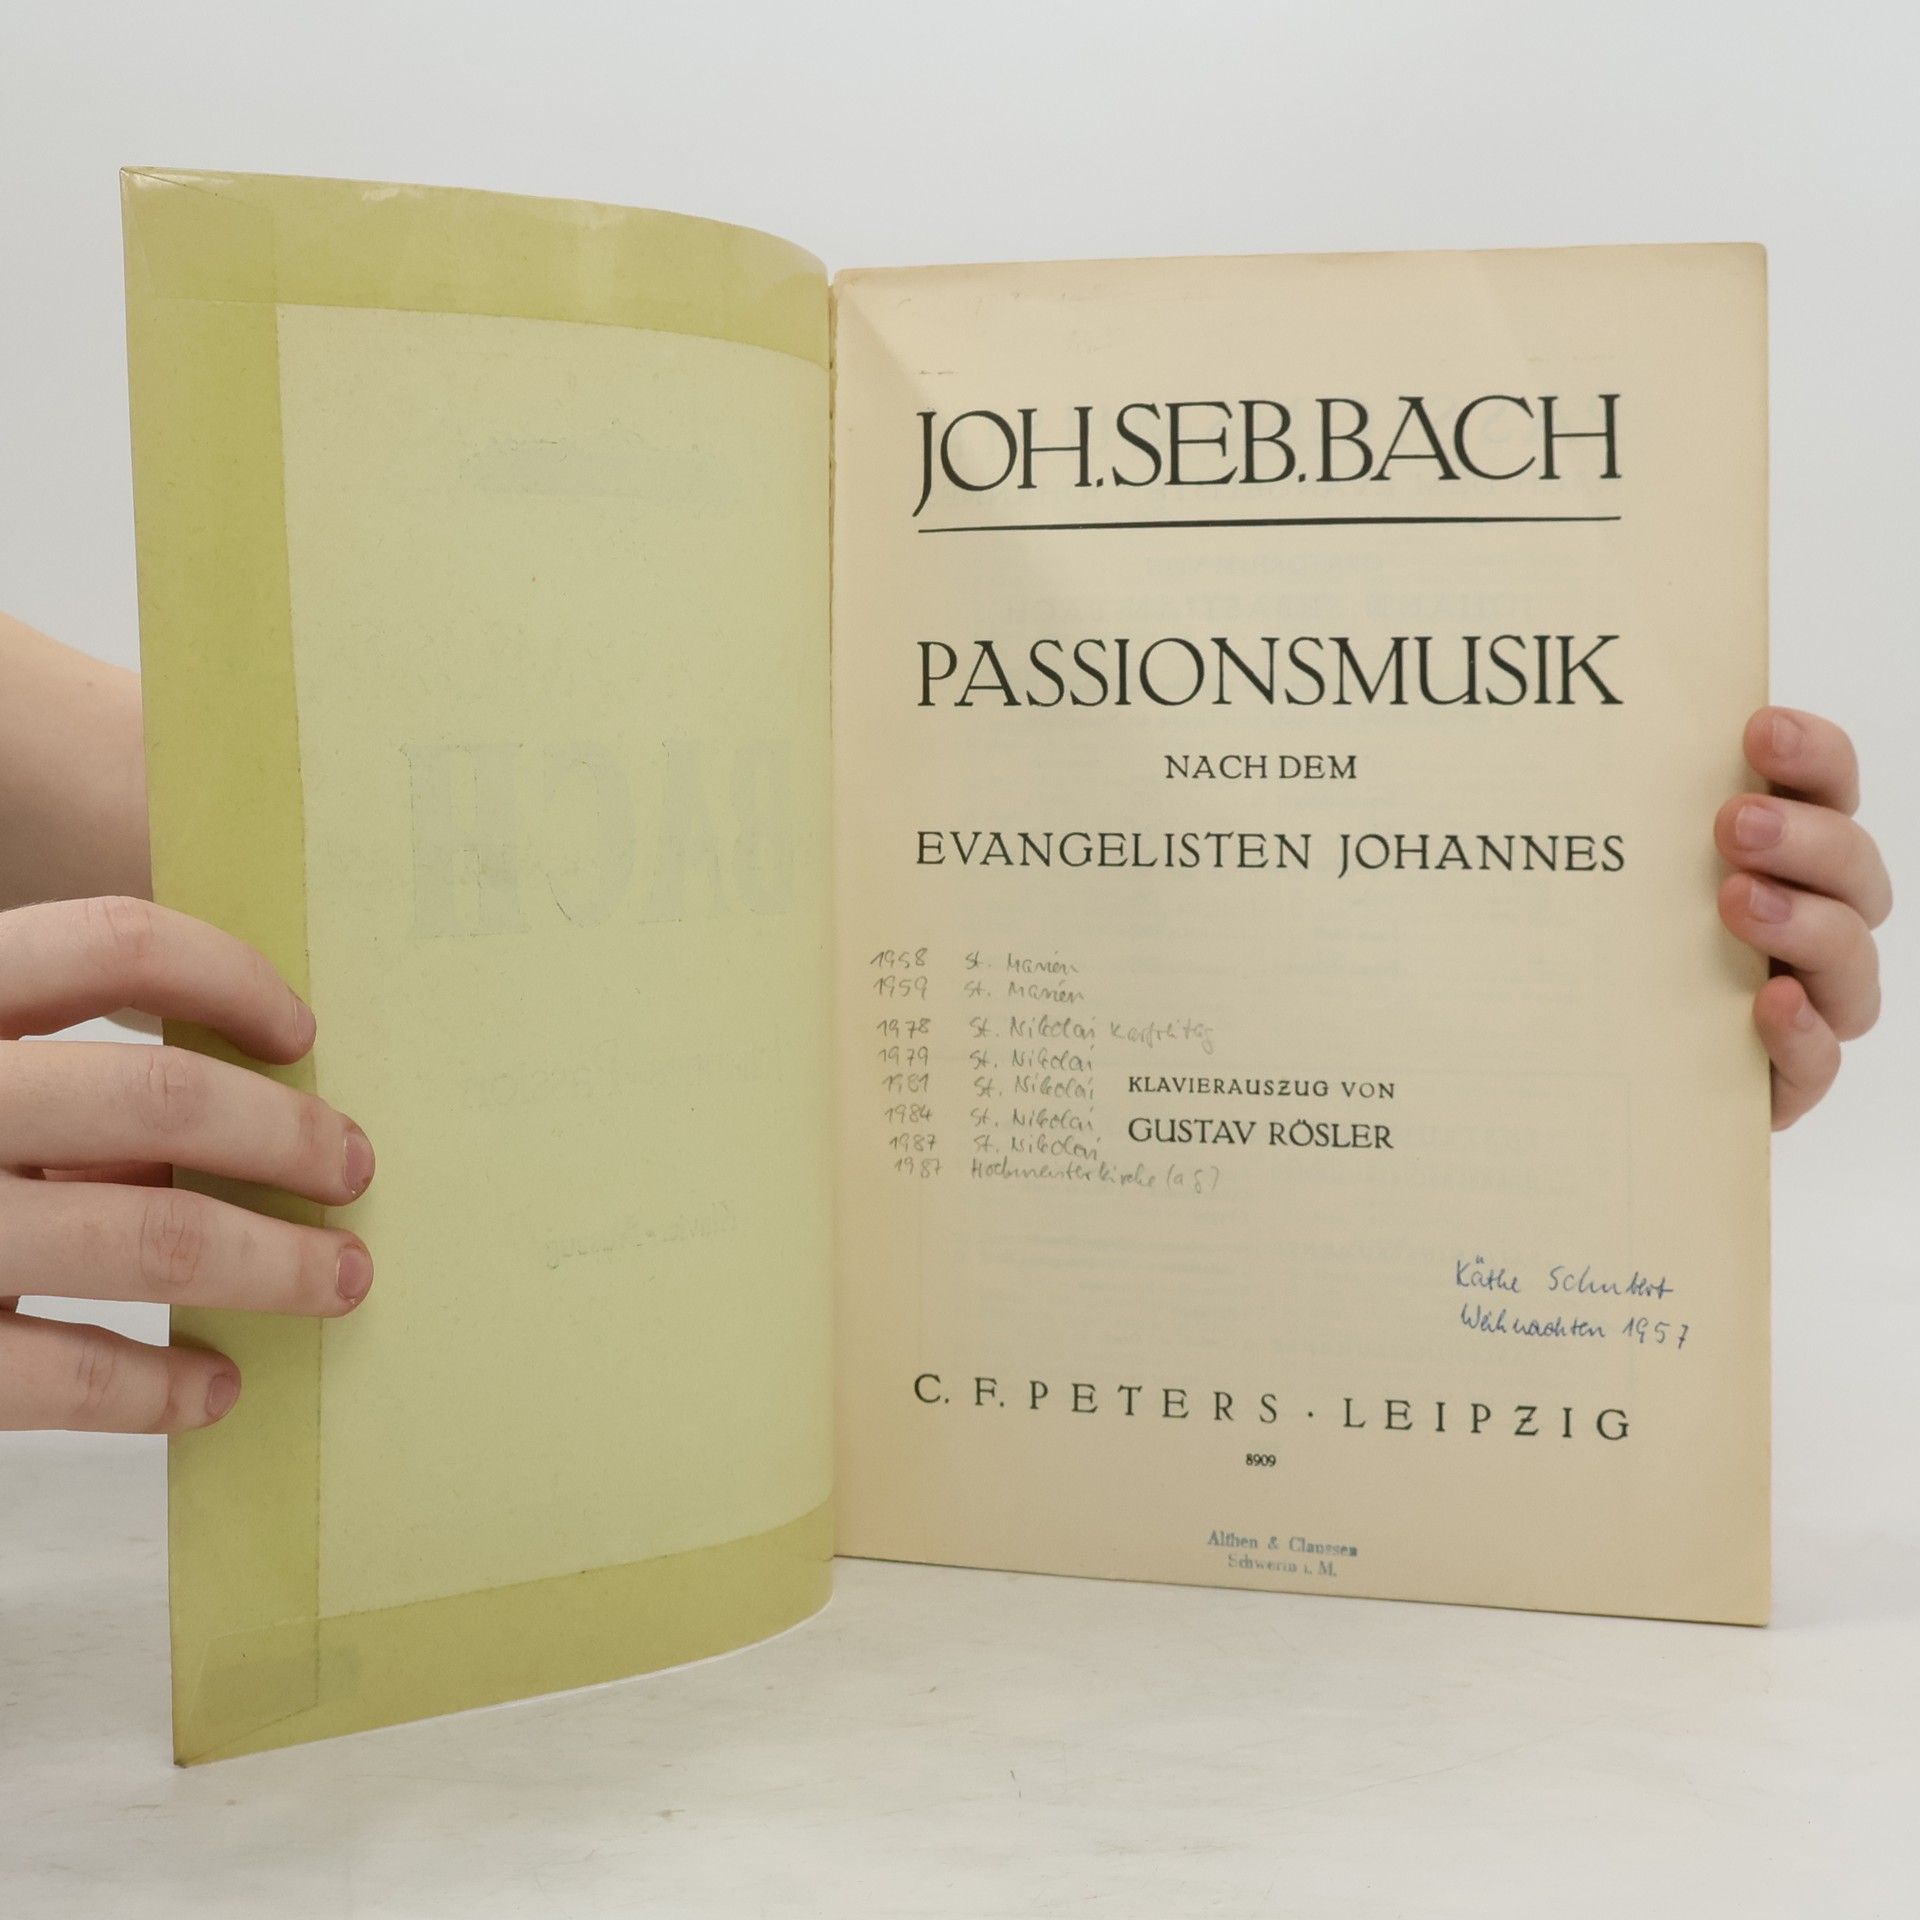 JOH. SEB. BACH
PASSIONSMUSIK
NACH DEM
EVANGELISTEN JOHANNES
1958 St. Marien
1959 St. Marien
1978 St. Nikolai Karfreitag
1979 St. Nikolai
1981 St. Nikolai
1984 St. Nikolai
1987 St. Nikolai
1987 Hochmeisterkirche
KLAVIERAUSZUG VON
GUSTAV RÖSLER
Käthe Schubert
Weihnachten 1957
C. F. PETERS · LEIPZIG
8909
Althen & Claussen
Schwerin i. M.